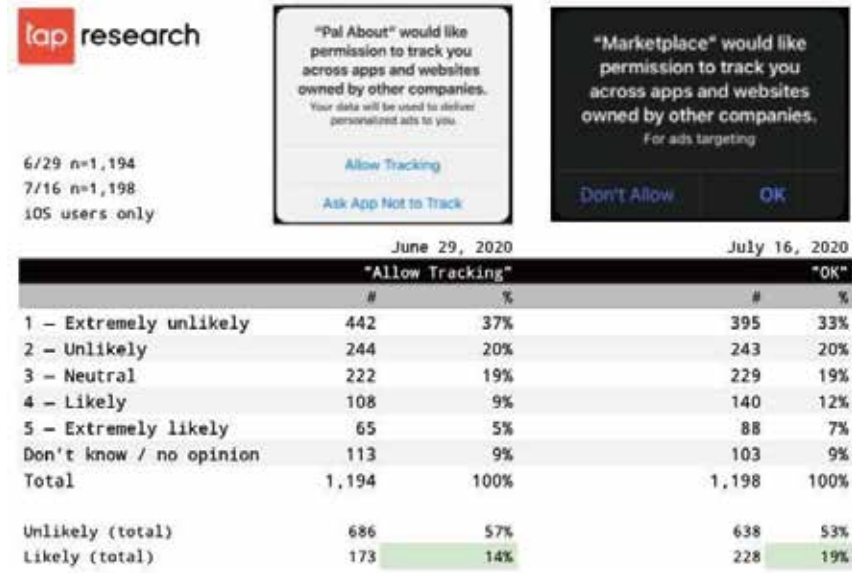 tap research
"Pal About" would like
permission to track you
across apps and websites
owned by other companies.
Your data will be used to deliver
personalized ads to you.
Allow Tracking
Ask App Not to Track
"Marketplace" would like
permission to track you
across apps and websites
owned by other companies.
For ads targeting
Don't Allow OK
6/29 n=1,194
7/16 n=1,198
iOS users only
June 29, 2020 July 16, 2020
"Allow Tracking" "OK"
# % # %
1 – Extremely unlikely 442 37% 395 33%
2 – Unlikely 244 20% 243 20%
3 – Neutral 222 19% 229 19%
4 – Likely 108 9% 140 12%
5 – Extremely likely 65 5% 88 7%
Don't know / no opinion 113 9% 103 9%
Total 1,194 100% 1,198 100%
Unlikely (total) 686 57% 638 53%
Likely (total) 173 14% 228 19%